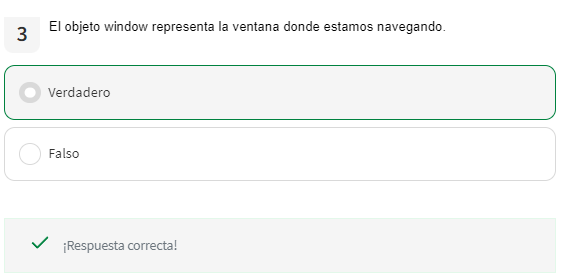 3
El objeto window representa la ventana donde estamos navegando.
Verdadero
Falso
¡Respuesta correcta!